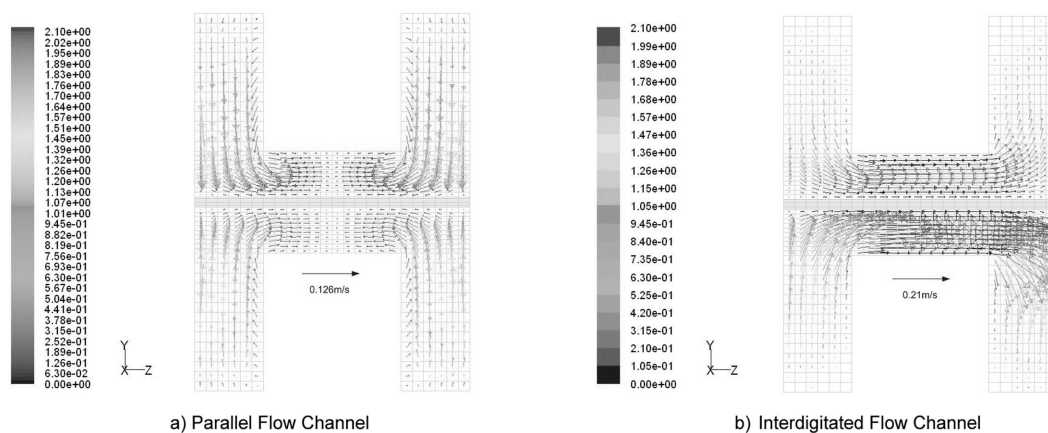 2.10e+00
2.02e+00
1.95e+00
1.89e+00
1.83e+00
1.76e+00
1.70e+00
1.64e+00
1.57e+00
1.51e+00
1.45e+00
1.39e+00
1.32e+00
1.26e+00
1.20e+00
1.13e+00
1.07e+00
1.01e+00
9.45e-01
8.82e-01
8.19e-01
7.56e-01
6.93e-01
6.30e-01
5.67e-01
5.04e-01
4.41e-01
3.78e-01
3.15e-01
2.52e-01
1.89e-01
1.26e-01
6.30e-02
0.00e+00
Y
X Z
0.126m/s
a) Parallel Flow Channel
2.10e+00
1.99e+00
1.89e+00
1.78e+00
1.68e+00
1.57e+00
1.47e+00
1.36e+00
1.26e+00
1.15e+00
1.05e+00
9.45e-01
8.40e-01
7.35e-01
6.30e-01
5.25e-01
4.20e-01
3.15e-01
2.10e-01
1.05e-01
0.00e+00
Y
X Z
0.21m/s
b) Interdigitated Flow Channel